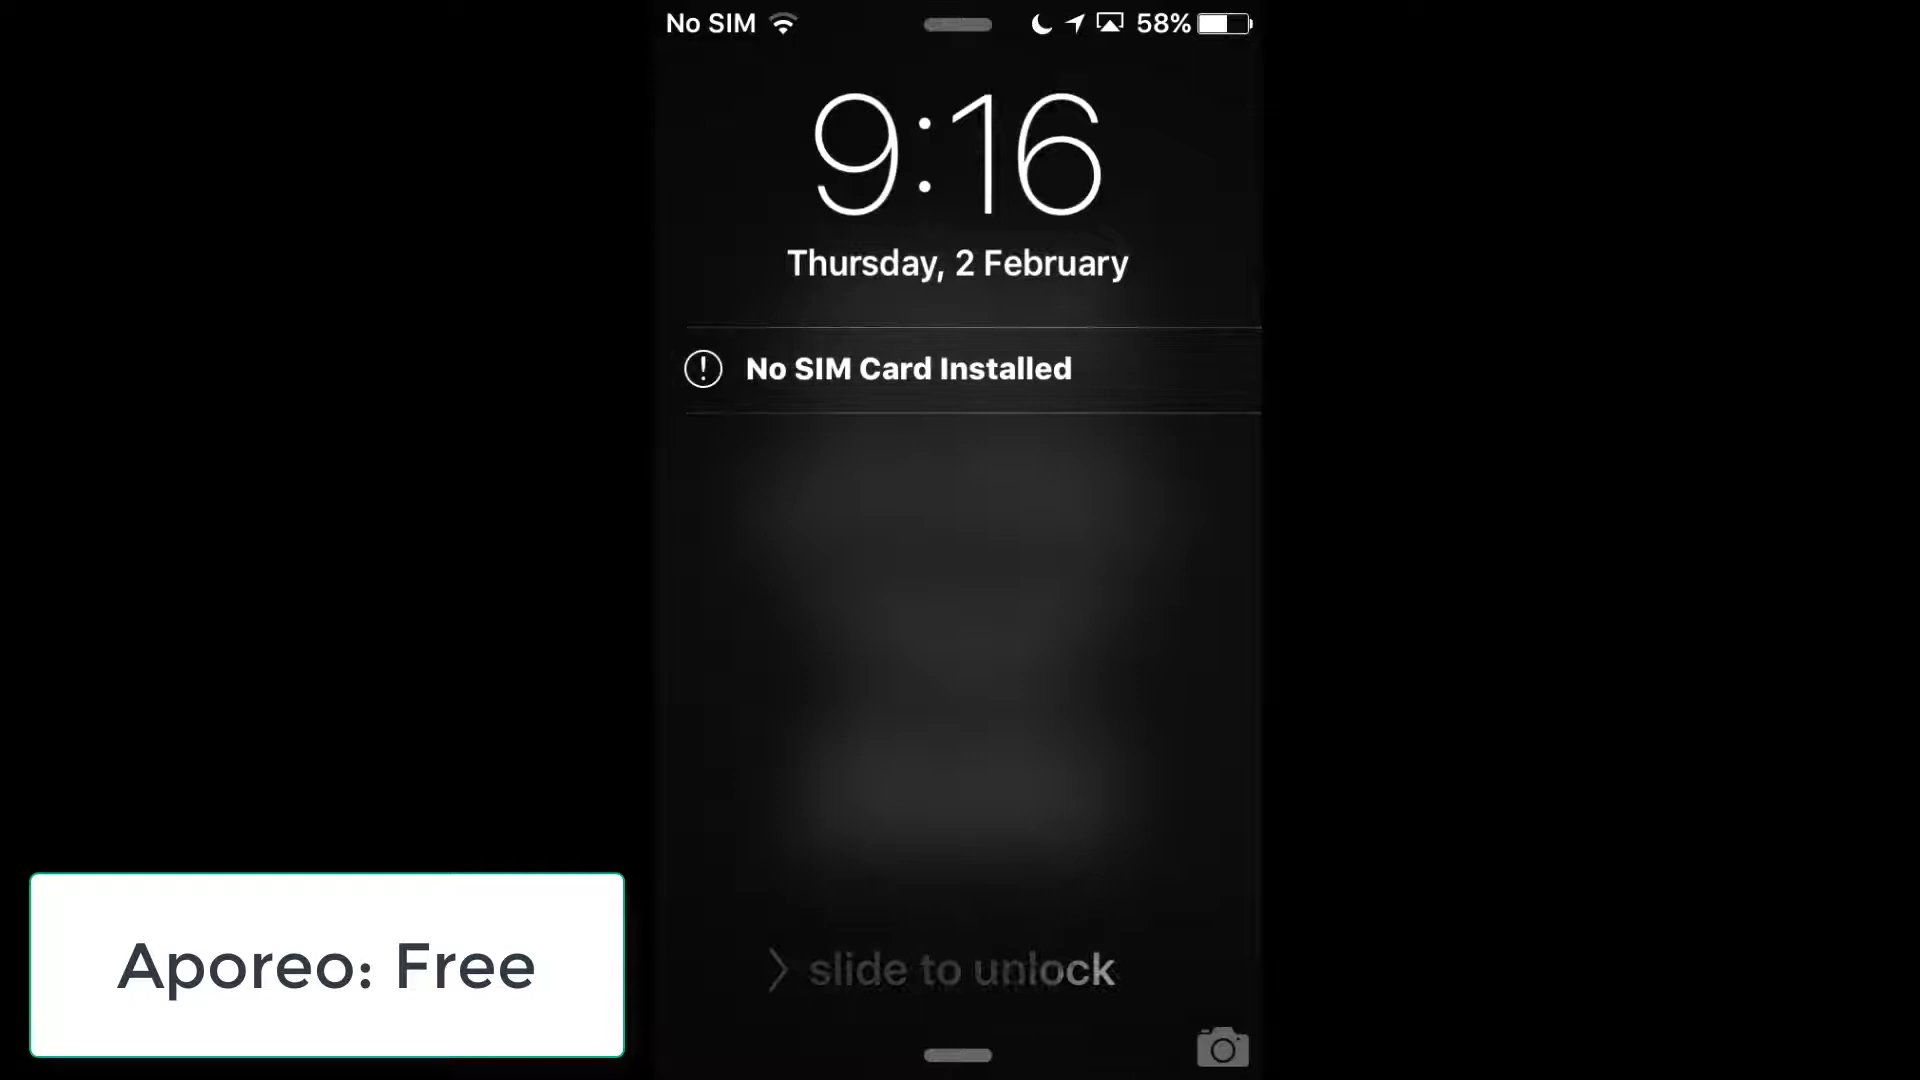 No SIM 58%
9:16
Thursday, 2 February
No SIM Card Installed
slide to unlock
Aporeo: Free